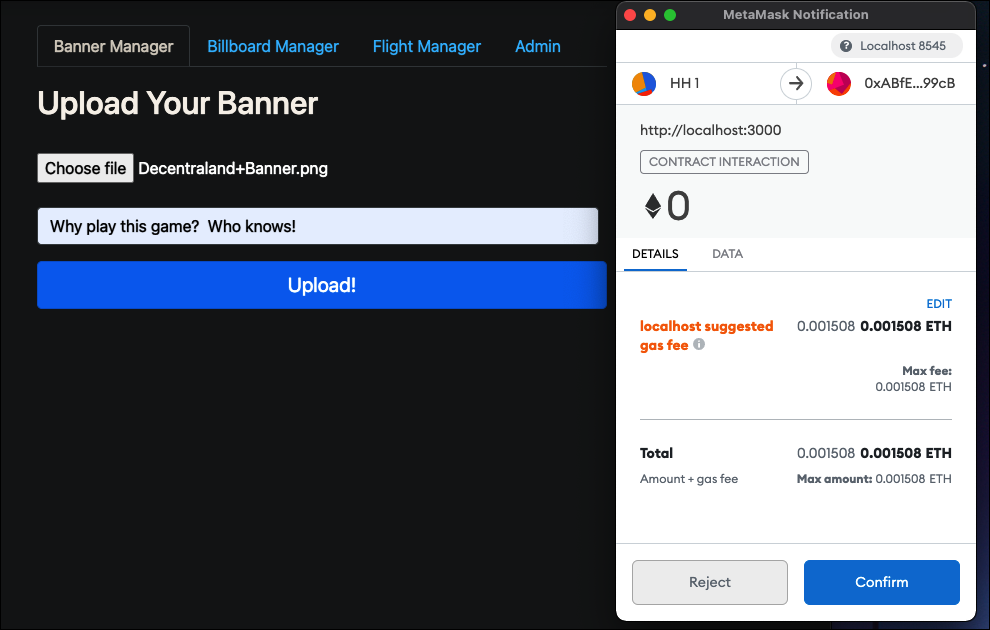 Banner Manager
Billboard Manager
Flight Manager
Admin
Upload Your Banner
Choose file Decentraland+Banner.png
Why play this game?  Who knows!
Upload!
MetaMask Notification
Localhost 8545
HH 1
0xABfE...99cB
http://localhost:3000
CONTRACT INTERACTION
0
DETAILS
DATA
EDIT
localhost suggested 0.001508 0.001508 ETH
gas fee
Max fee:
0.001508 ETH
Total 0.001508 0.001508 ETH
Amount + gas fee Max amount: 0.001508 ETH
Reject
Confirm